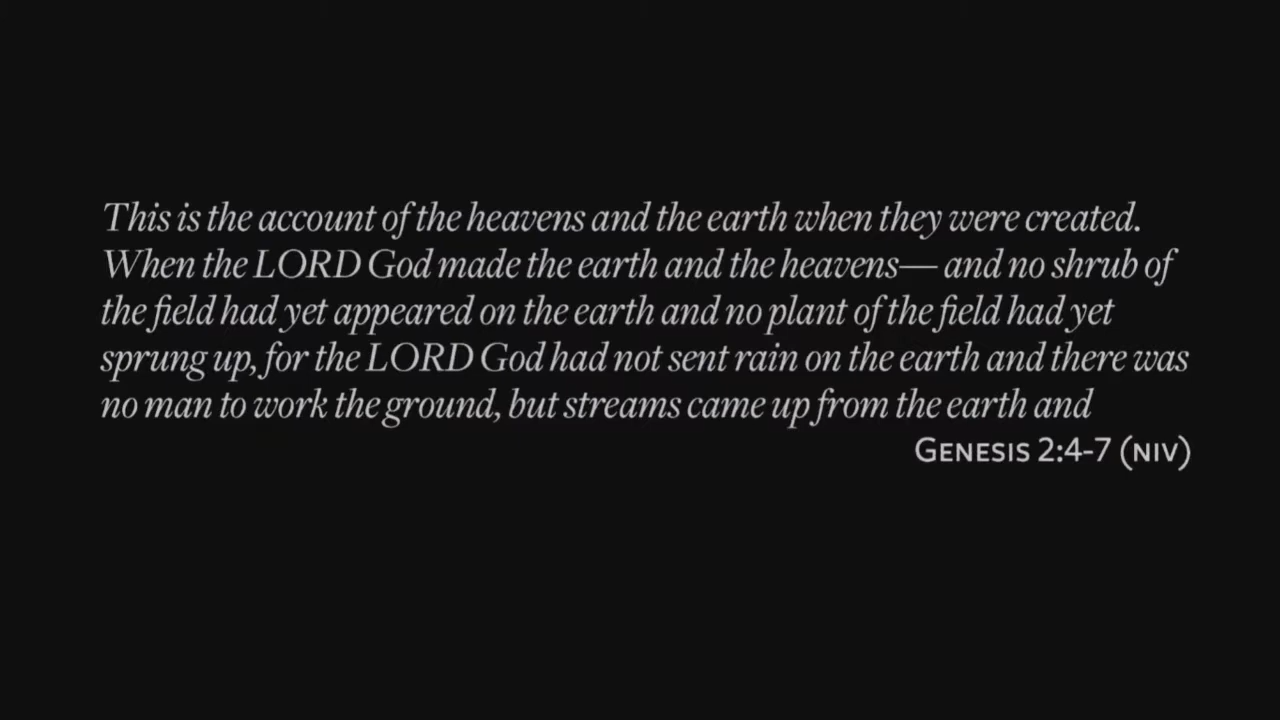 This is the account of the heavens and the earth when they were created.
When the LORD God made the earth and the heavens— and no shrub of
the field had yet appeared on the earth and no plant of the field had yet
sprung up, for the LORD God had not sent rain on the earth and there was
no man to work the ground, but streams came up from the earth and
GENESIS 2:4-7 (NIV)